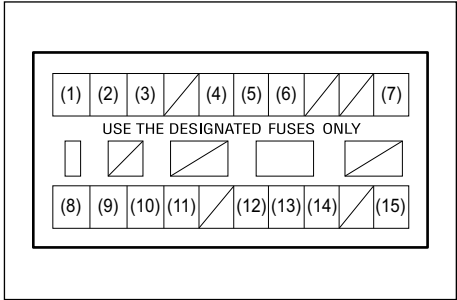 (1) (2) (3) (4) (5) (6) (7)
USE THE DESIGNATED FUSES ONLY
(8) (9) (10) (11) (12) (13) (14) (15)